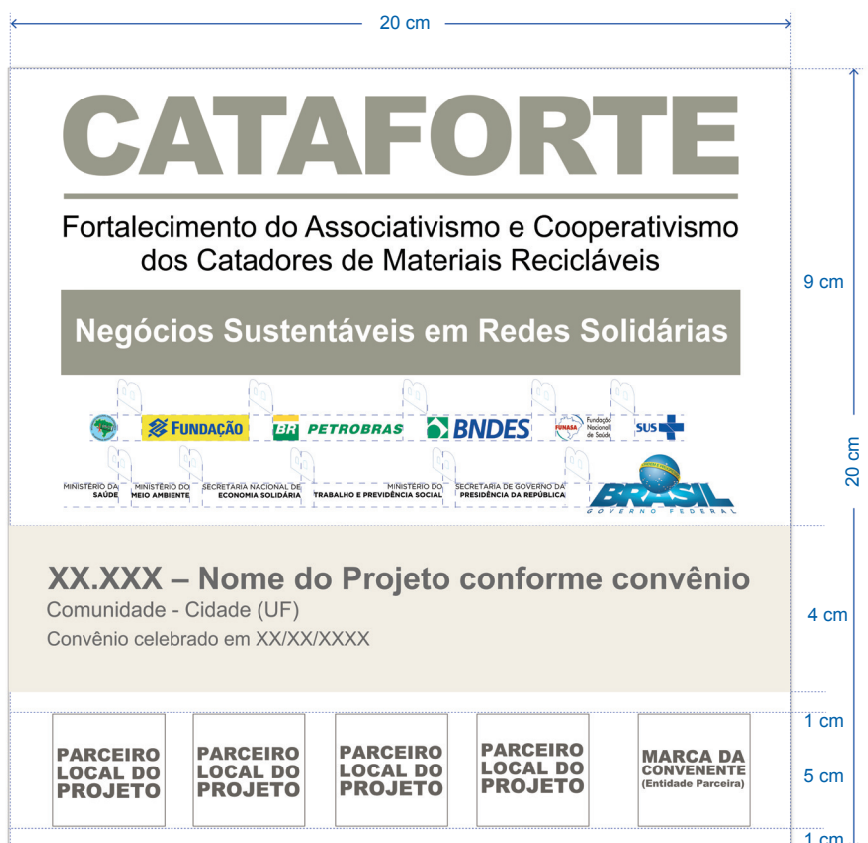 20 cm
CATAFORTE
Fortalecimento do Associativismo e Cooperativismo
dos Catadores de Materiais Recicláveis
9 cm
Negócios Sustentáveis em Redes Solidárias
B B B B B
FUNDAÇÃO BR PETROBRAS BNDES FUNASA Fundação Nacional de Saúde SUS
B B B B B
MINISTÉRIO DA SAÚDE MINISTÉRIO DO MEIO AMBIENTE SECRETARIA NACIONAL DE ECONOMIA SOLIDÁRIA MINISTÉRIO DO TRABALHO E PREVIDÊNCIA SOCIAL SECRETARIA DE GOVERNO DA PRESIDÊNCIA DA REPÚBLICA
BRASIL
GOVERNO FEDERAL
20 cm
XX.XXX – Nome do Projeto conforme convênio
Comunidade - Cidade (UF)
Convênio celebrado em XX/XX/XXXX
4 cm
1 cm
PARCEIRO LOCAL DO PROJETO
PARCEIRO LOCAL DO PROJETO
PARCEIRO LOCAL DO PROJETO
PARCEIRO LOCAL DO PROJETO
MARCA DA
CONVENENTE
(Entidade Parceira)
5 cm
1 cm